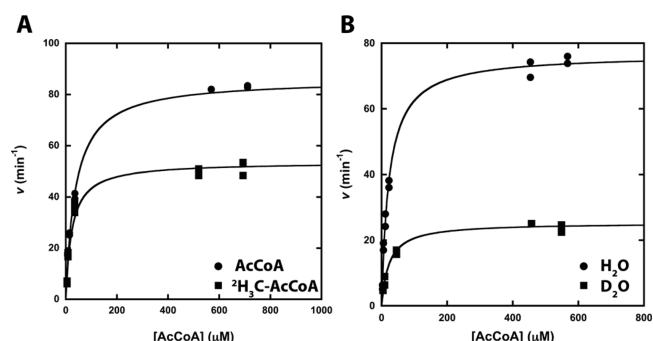 A
100
80
60
40
20
0
v (min⁻¹)
AcCoA
²H₃C-AcCoA
0 200 400 600 800 1000
[AcCoA] (μM)
B
80
60
40
20
0
v (min⁻¹)
H₂O
D₂O
0 200 400 600 800
[AcCoA] (μM)